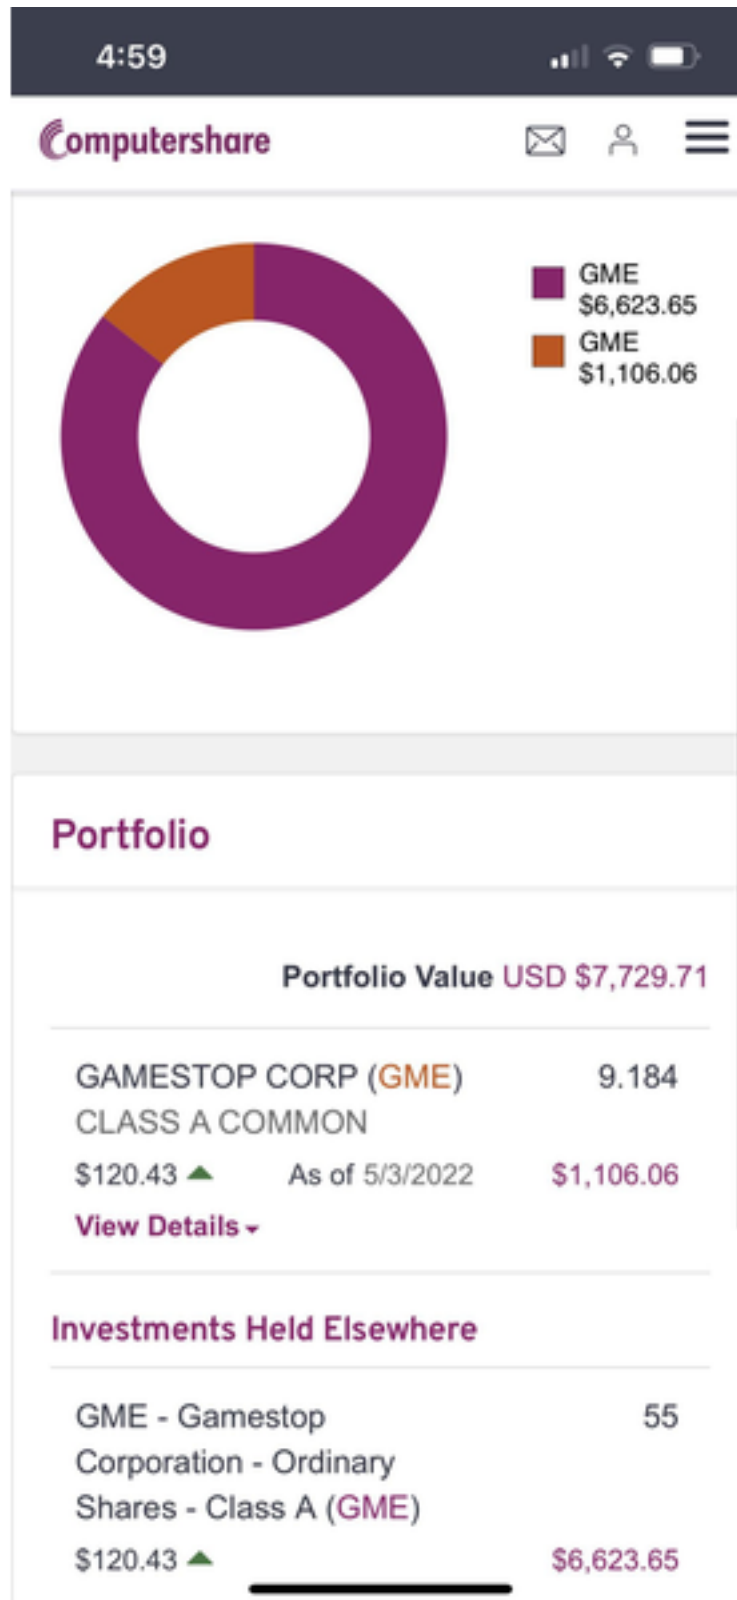 4:59
Computershare
GME
$6,623.65
GME
$1,106.06
Portfolio
Portfolio Value USD $7,729.71
GAMESTOP CORP (GME) 9.184
CLASS A COMMON
$120.43 As of 5/3/2022 $1,106.06
View Details
Investments Held Elsewhere
GME - Gamestop 55
Corporation - Ordinary
Shares - Class A (GME)
$120.43 $6,623.65